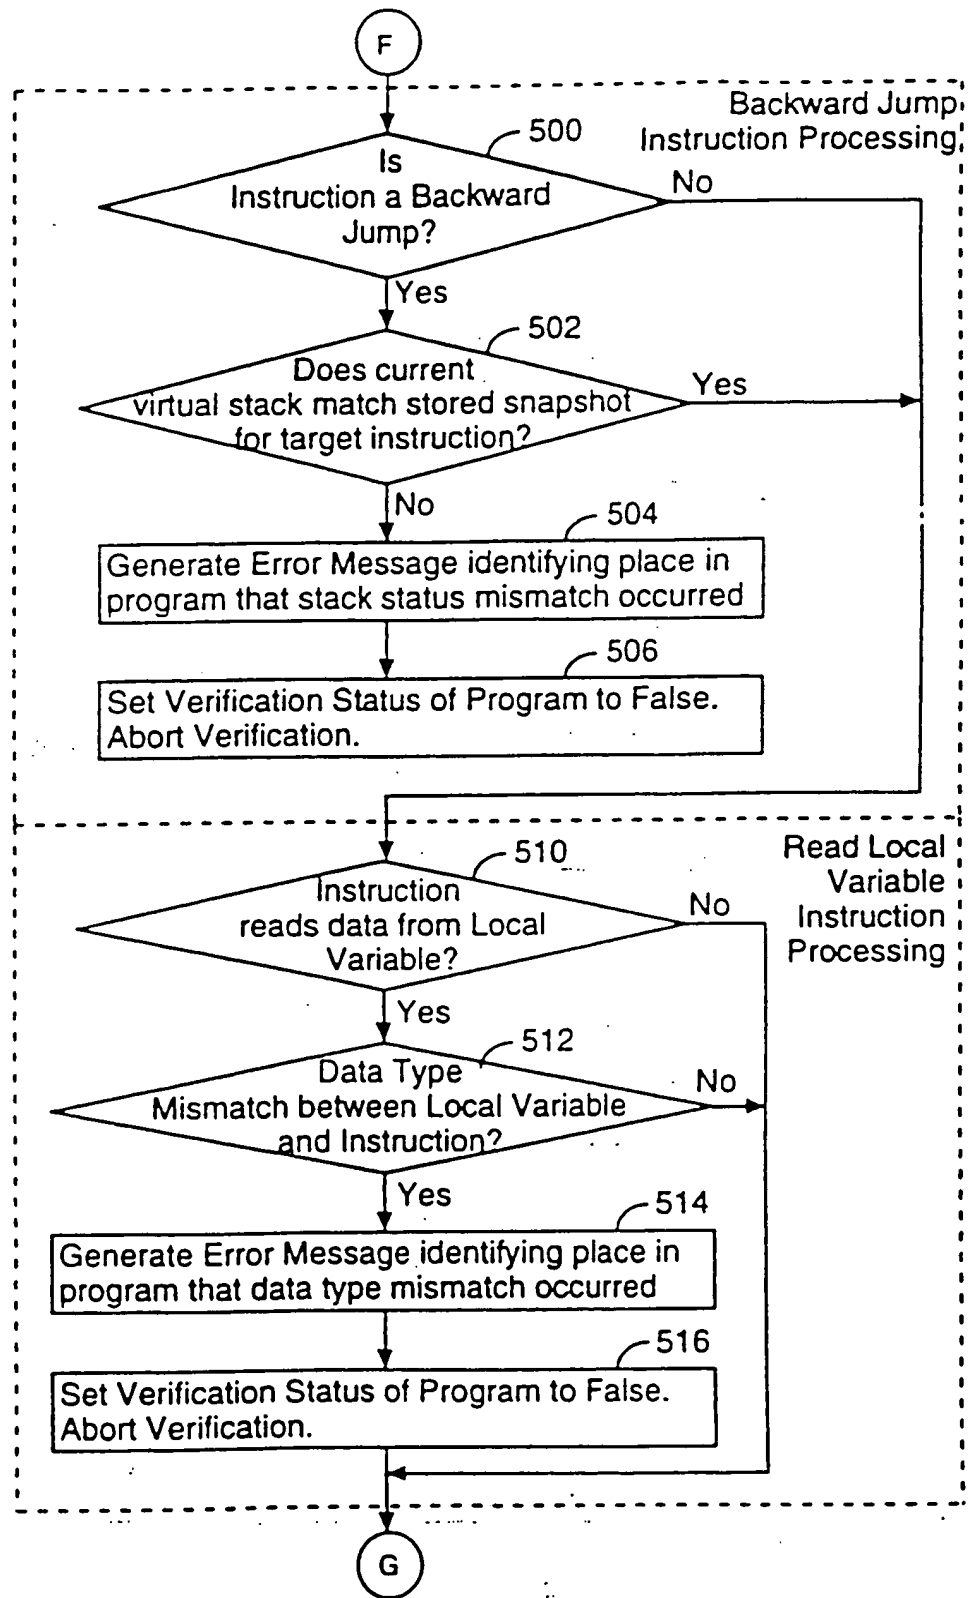 F
Backward Jump
Instruction Processing
500
Is
Instruction a Backward
Jump?
No
Yes
502
Does current
virtual stack match stored snapshot
for target instruction?
Yes
No
504
Generate Error Message identifying place in
program that stack status mismatch occurred
506
Set Verification Status of Program to False.
Abort Verification.
Read Local
Variable
Instruction
Processing
510
Instruction
reads data from Local
Variable?
No
Yes
512
Data Type
Mismatch between Local Variable
and Instruction?
No
Yes
514
Generate Error Message identifying place in
program that data type mismatch occurred
516
Set Verification Status of Program to False.
Abort Verification.
G